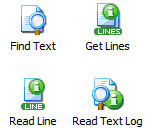 LINES
Find Text
Get Lines
LINE
Read Line
Read Text Log